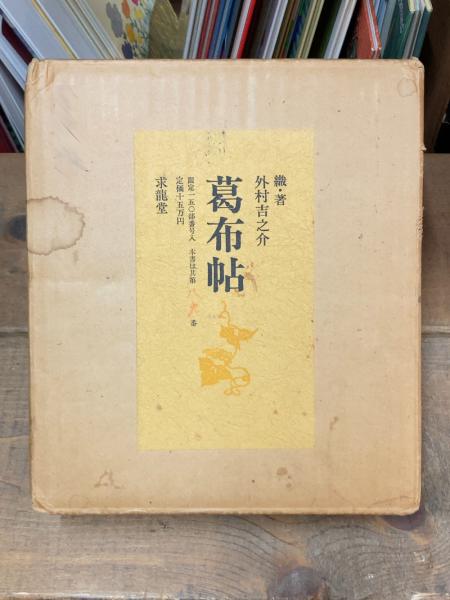 織・著
外村吉之介
葛布帖
限定一五〇部番号入 本書は其第 番
定価十五万円
求龍堂